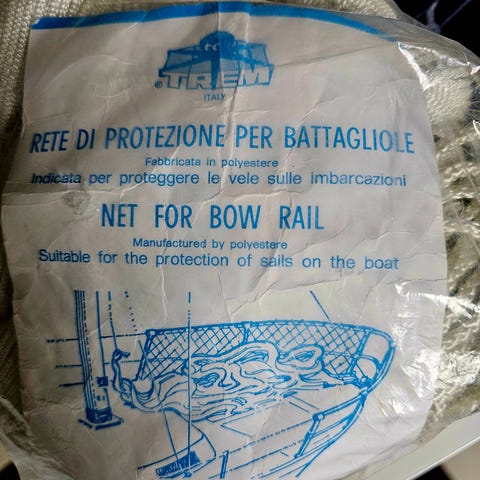 TREM
ITALY
RETE DI PROTEZIONE PER BATTAGLIOLE
Fabbricata in polyestere
Indicata per proteggere le vele sulle imbarcazioni
NET FOR BOW RAIL
Manufactured by polyestere
Suitable for the protection of sails on the boat